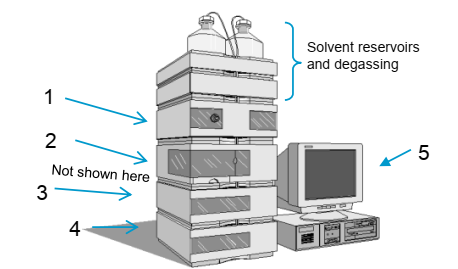 Solvent reservoirs
and degassing
1
2
Not shown here
3
4
5